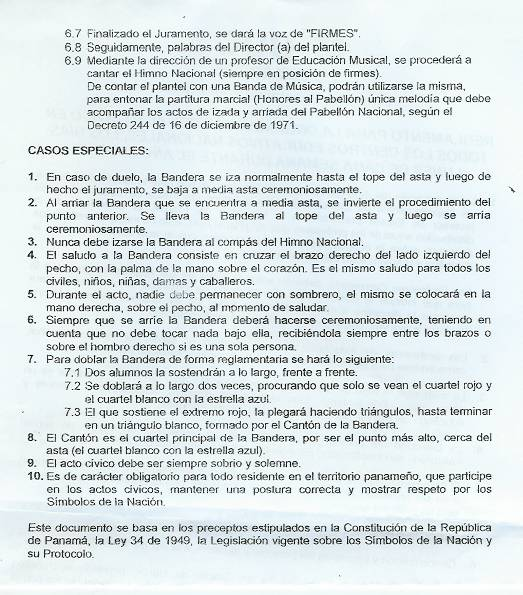 6.7 Finalizado el Juramento, se dará la voz de "FIRMES".
6.8 Seguidamente, palabras del Director (a) del plantel.
6.9 Mediante la dirección de un profesor de Educación Musical, se procederá a
cantar el Himno Nacional (siempre en posición de firmes).
De contar el plantel con una Banda de Música, podrán utilizarse la misma,
para entonar la partitura marcial (Honores al Pabellón) única melodía que debe
acompañar los actos de izada y arriada del Pabellón Nacional, según el
Decreto 244 de 16 de diciembre de 1971.
CASOS ESPECIALES:
1. En caso de duelo, la Bandera se iza normalmente hasta el tope del asta y luego de
hecho el juramento, se baja a media asta ceremoniosamente.
2. Al arriar la Bandera que se encuentra a media asta, se invierte el procedimiento del
punto anterior. Se lleva la Bandera al tope del asta y luego se arría
ceremoniosamente.
3. Nunca debe izarse la Bandera al compás del Himno Nacional.
4. El saludo a la Bandera consiste en cruzar el brazo derecho del lado izquierdo del
pecho, con la palma de la mano sobre el corazón. Es el mismo saludo para todos los
civiles, niños, niñas, damas y caballeros.
5. Durante el acto, nadie debe permanecer con sombrero, el mismo se colocará en la
mano derecha, sobre el pecho, al momento de saludar.
6. Siempre que se arríe la Bandera deberá hacerse ceremoniosamente, teniendo en
cuenta que no debe tocar nada bajo ella, recibiéndola siempre entre los brazos o
sobre el hombro derecho si es una sola persona.
7. Para doblar la Bandera de forma reglamentaria se hará lo siguiente:
7.1 Dos alumnos la sostendrán a lo largo, frente a frente.
7.2 Se doblará a lo largo dos veces, procurando que solo se vean el cuartel rojo y
el cuartel blanco con la estrella azul.
7.3 El que sostiene el extremo rojo, la plegará haciendo triángulos, hasta terminar
en un triángulo blanco, formado por el Cantón de la Bandera.
8. El Cantón es el cuartel principal de la Bandera, por ser el punto más alto, cerca del
asta (el cuartel blanco con la estrella azul).
9. El acto cívico debe ser siempre sobrio y solemne.
10. Es de carácter obligatorio para todo residente en el territorio panameño, que participe
en los actos cívicos, mantener una postura correcta y mostrar respeto por los
Símbolos de la Nación.
Este documento se basa en los preceptos estipulados en la Constitución de la República
de Panamá, la Ley 34 de 1949, la Legislación vigente sobre los Símbolos de la Nación y
su Protocolo.